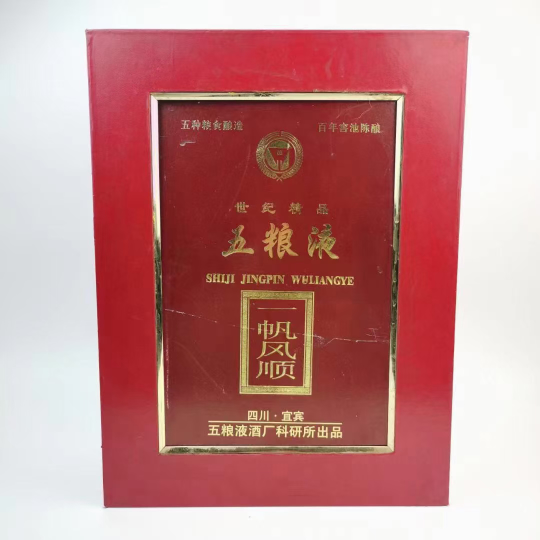 五种粮食酿造 百年窖池陈酿
世纪精品
五粮液
SHIJI JINGPIN WULIANGYE
一帆风顺
四川·宜宾
五粮液酒厂科研所出品